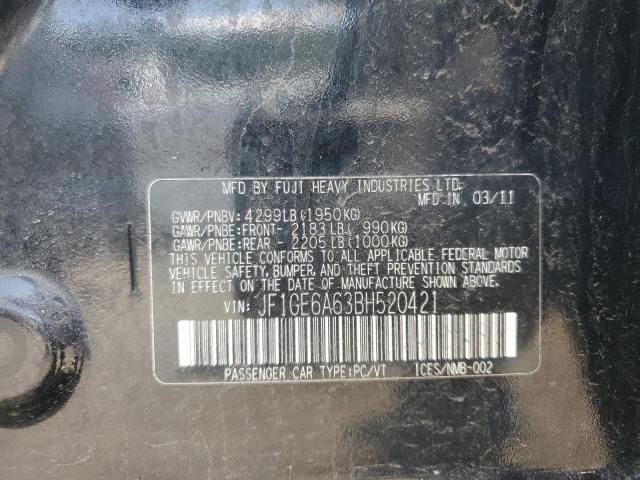 MFD BY FUJI HEAVY INDUSTRIES LTD.
MFD IN 03/11
GVWR/PNBV: 4299LB(1950KG)
GAWR/PNBE:FRONT- 2183LB( 990KG)
GAWR/PNBE:REAR - 2205LB(1000KG)
THIS VEHICLE CONFORMS TO ALL APPLICABLE FEDERAL MOTOR
VEHICLE SAFETY, BUMPER, AND THEFT PREVENTION
STANDARDS IN EFFECT ON THE DATE OF MANUFACTURE SHOWN ABOVE.
VIN: JF1GE6A63BH520421
PASSENGER CAR TYPE:PC/VT ICES/NMB-002